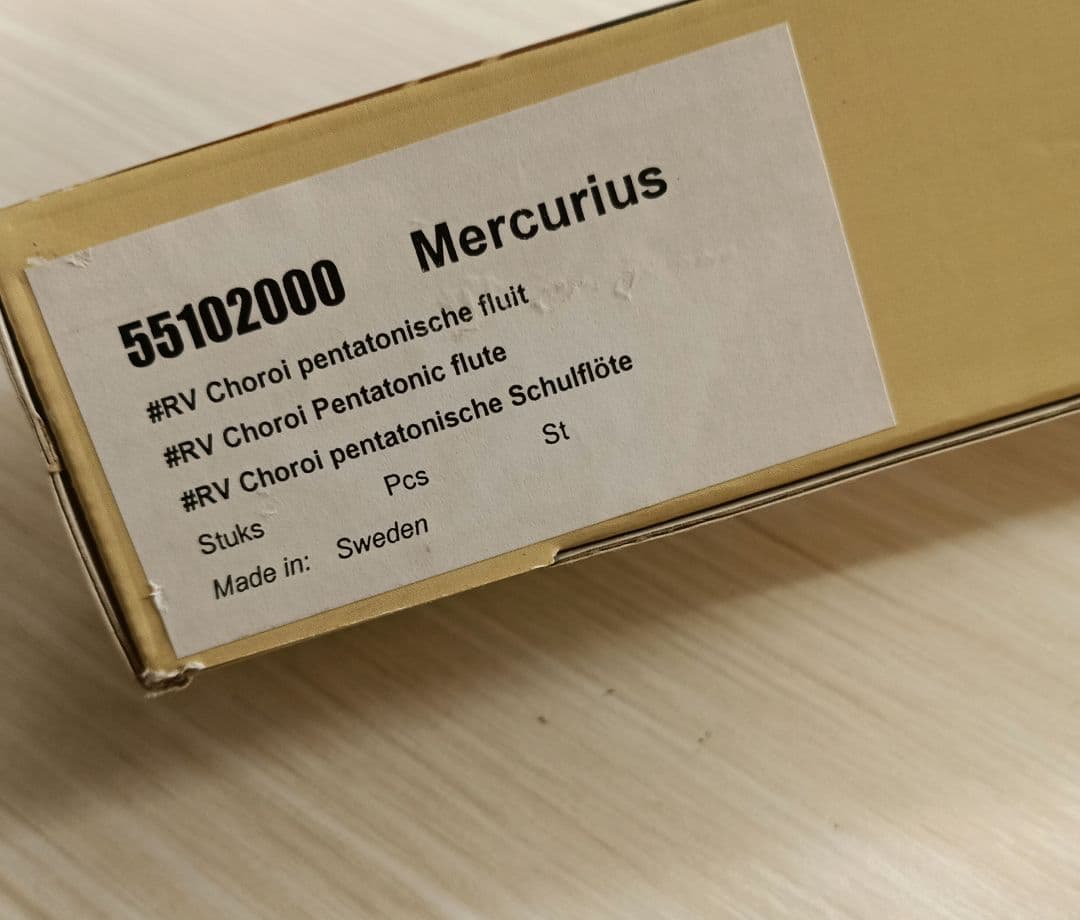 55102000 Mercurius
#RV Choroi pentatonische fluit
#RV Choroi Pentatonic flute
#RV Choroi pentatonische Schulflöte
Stuks Pcs St
Made in: Sweden